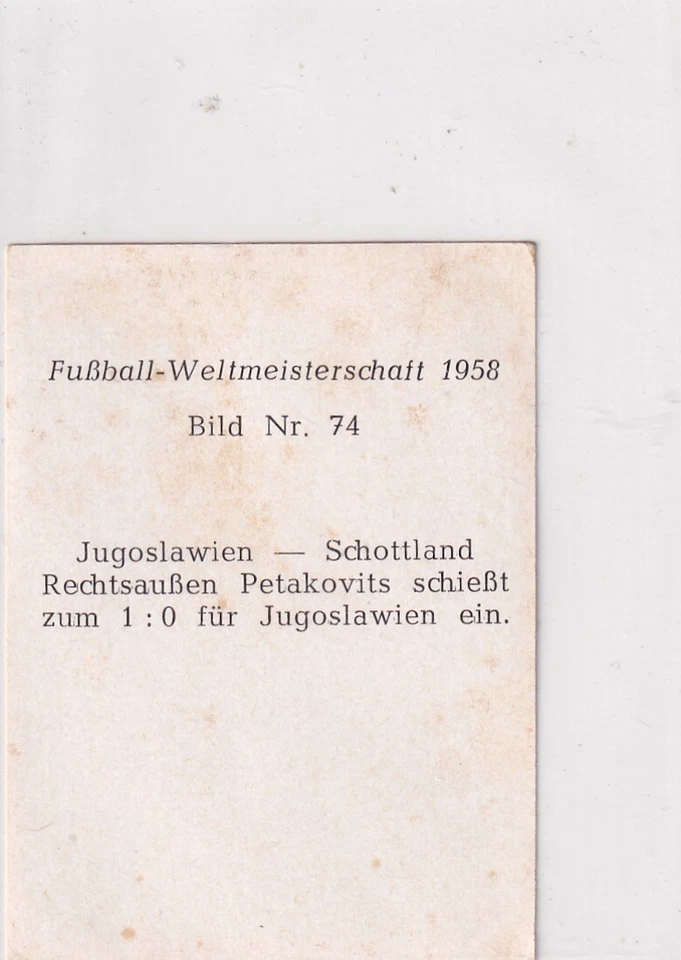 Fußball-Weltmeisterschaft 1958
Bild Nr. 74
Jugoslawien — Schottland
Rechtsaußen Petakovits schießt
zum 1 : 0 für Jugoslawien ein.